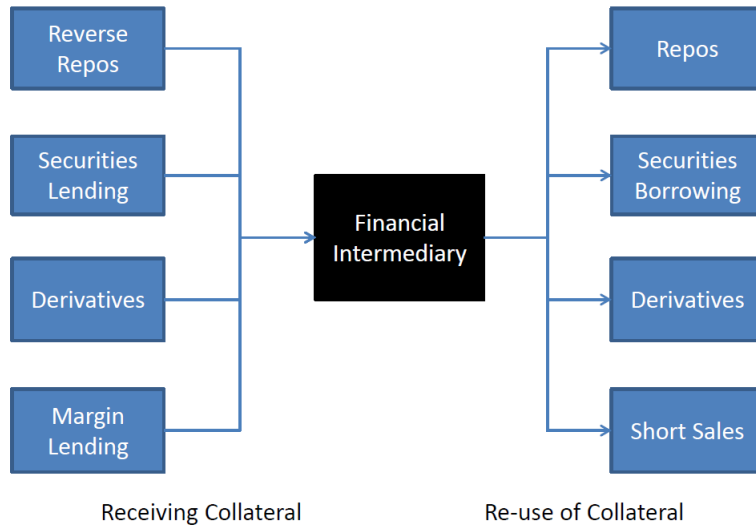 Reverse
Repos
Securities
Lending
Derivatives
Margin
Lending
Receiving Collateral
Financial
Intermediary
Repos
Securities
Borrowing
Derivatives
Short Sales
Re-use of Collateral